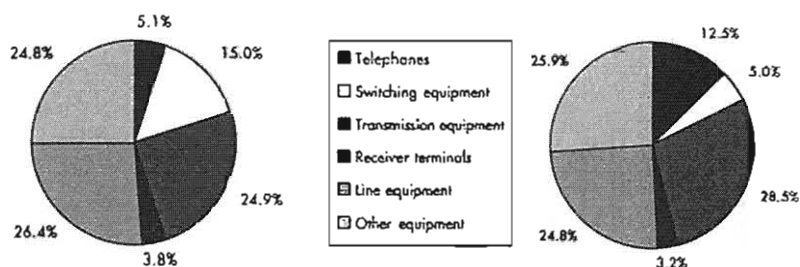 5.1%
15.0%
24.9%
3.8%
26.4%
24.8%
Telephones
Switching equipment
Transmission equipment
Receiver terminals
Line equipment
Other equipment
12.5%
5.0%
28.5%
3.2%
24.8%
25.9%